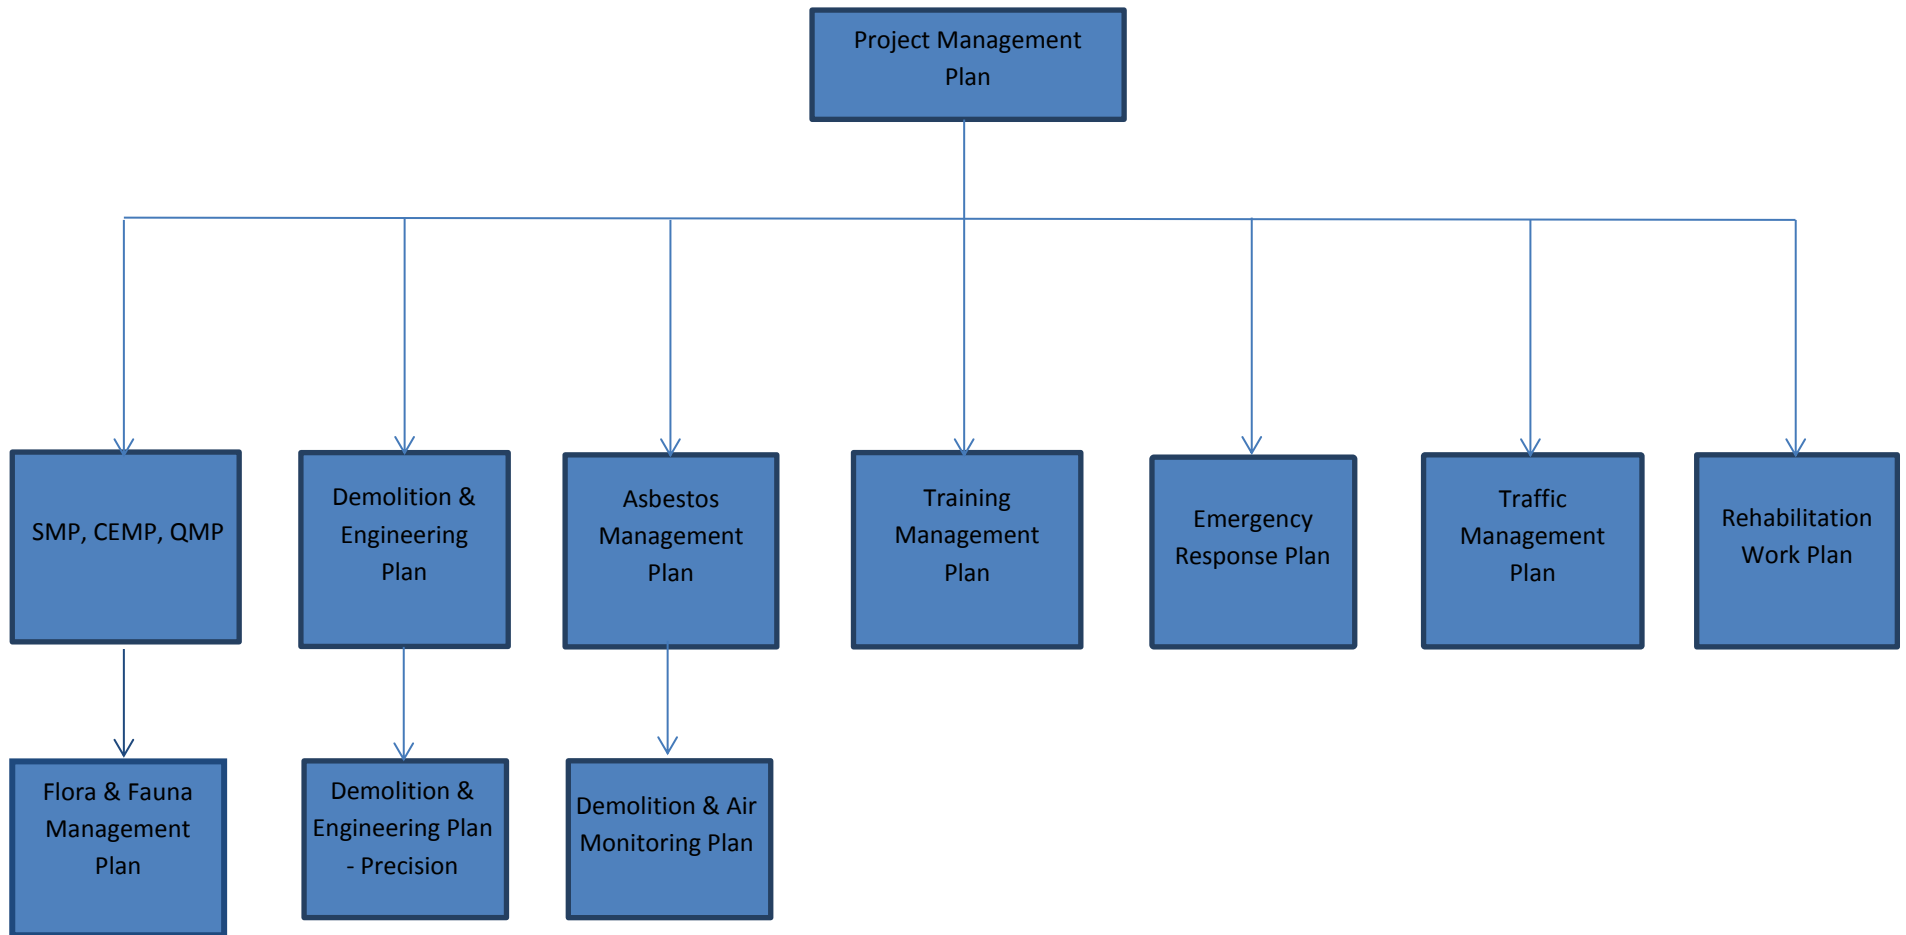 Project Management
Plan
SMP, CEMP, QMP
Demolition &
Engineering
Plan
Asbestos
Management
Plan
Training
Management
Plan
Emergency
Response Plan
Traffic
Management
Plan
Rehabilitation
Work Plan
Flora & Fauna
Management
Plan
Demolition &
Engineering Plan
- Precision
Demolition & Air
Monitoring Plan